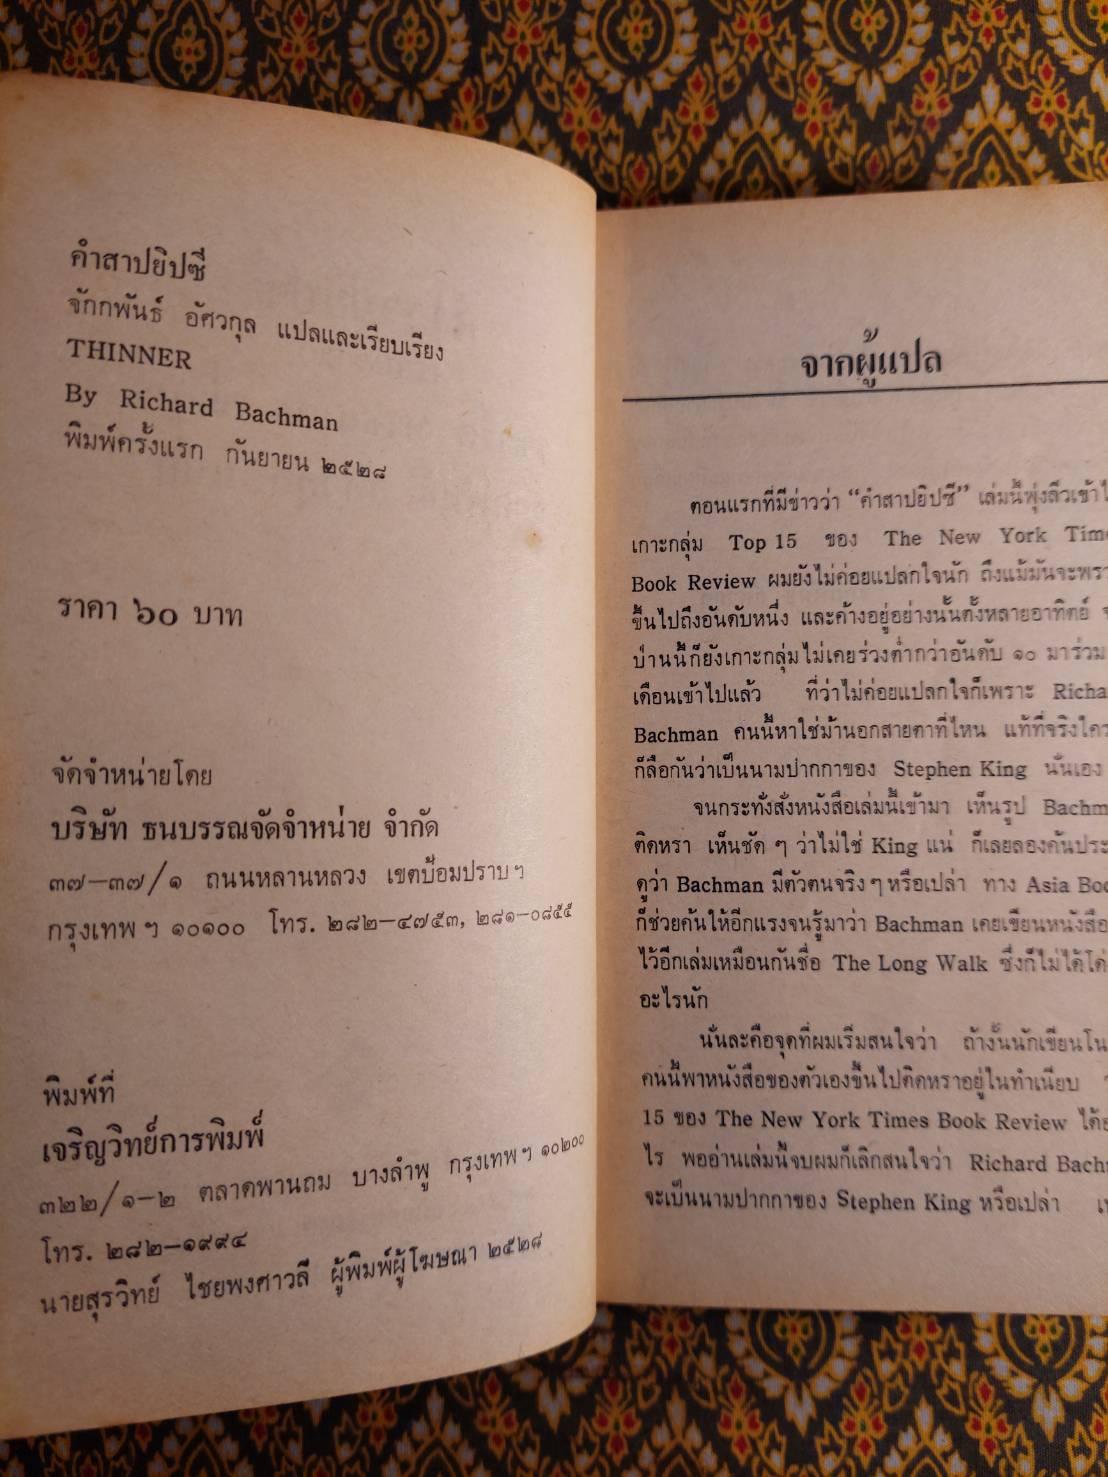 คำสาปยิปซี
จักกพันธ์ อัศวกุล แปลและเรียบเรียง
THINNER
By Richard Bachman
พิมพ์ครั้งแรก กันยายน ๒๕๒๘
ราคา ๖๐ บาท
จัดจำหน่ายโดย
บริษัท ธนบรรณจัดจำหน่าย จำกัด
๓๗–๓๗/๑ ถนนหลานหลวง เขตป้อมปราบฯ
กรุงเทพฯ ๑๐๑๐๐ โทร. ๒๘๒–๔๗๕๓, ๒๘๑–๐๘๕๕
พิมพ์ที่
เจริญวิทย์การพิมพ์
๓๒๒/๑–๒ ตลาดพานถม บางลำพู กรุงเทพฯ ๑๐๒๐๐
โทร. ๒๘๒–๑๙๙๔
นายสุรวิทย์ ไชยพงศาวลี ผู้พิมพ์ผู้โฆษณา ๒๕๒๘
จากผู้แปล
ตอนแรกที่มีข่าวว่า “คำสาปยิปซี” เล่มนี้พุ่งลิ่วเข้า
เกาะกลุ่ม Top 15 ของ The New York
Book Review ผมยังไม่ค่อยแปลกใจนัก ถึงแม้มันจะ
ขึ้นไปถึงอันดับหนึ่ง และค้างอยู่อย่างนั้นตั้งหลายอาทิตย์
ป่านนี้ก็ยังเกาะกลุ่มไม่เคยร่วงต่ำกว่าอันดับ ๑๐ มาร่วม
เดือนเข้าไปแล้ว ที่ว่าไม่ค่อยแปลกใจก็เพราะ
Bachman คนนี้หาใช่ม้านอกสายตาที่ไหน แท้ที่จริงใคร
ก็ลือกันว่าเป็นนามปากกาของ Stephen King นั่นเอง
จนกระทั่งสั่งหนังสือเล่มนี้เข้ามา เห็นรูป
ติดหรา เห็นชัด ๆ ว่าไม่ใช่ King แน่ ก็เลยลองค้น
ดูว่า Bachman มีตัวตนจริง ๆ หรือเปล่า ทาง Asia
ก็ช่วยค้นให้อีกแรงจนรู้มาว่า Bachman เคยเขียนหนังสือ
ไว้อีกเล่มเหมือนกันชื่อ The Long Walk ซึ่งก็ไม่ได้
อะไรนัก
นั่นละคือจุดที่ผมเริ่มสนใจว่า ถ้างั้นนักเขียน
คนนี้พาหนังสือของตัวเองขึ้นไปติดหราอยู่ในทำเนียบ
15 ของ The New York Times Book Review ได้
ไร พออ่านเล่มนี้จบผมก็เลิกสนใจว่า Richard
จะเป็นนามปากกาของ Stephen King หรือเปล่า